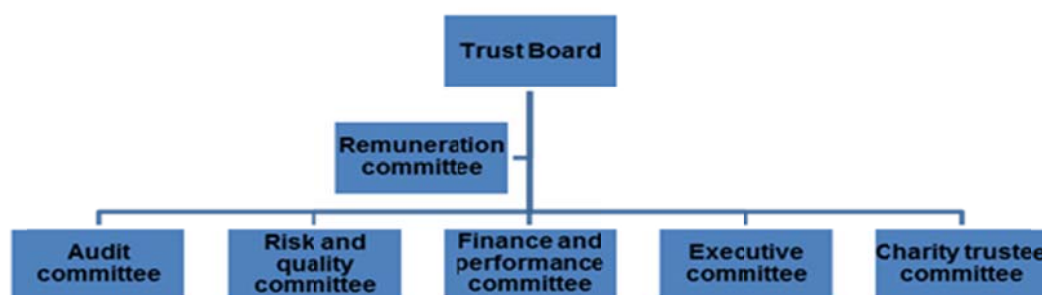 Trust Board
Remuneration
committee
Audit
committee
Risk and
quality
committee
Finance and
performance
committee
Executive
committee
Charity trustee
committee